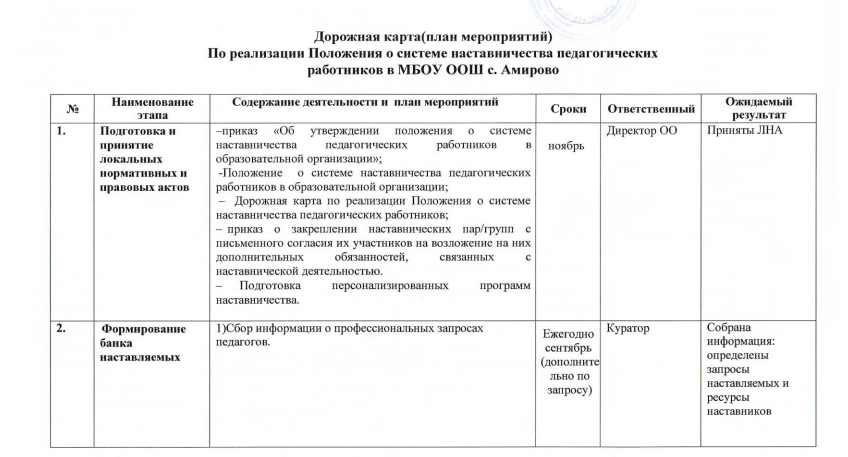 Дорожная карта(план мероприятий)
По реализации Положения о системе наставничества педагогических
работников в МБОУ ООШ с. Амирово
№
Наименование
этапа
Содержание деятельности и план мероприятий
Сроки
Ответственный
Ожидаемый
результат
1.
Подготовка и
принятие
локальных
нормативных и
правовых актов
–приказ «Об утверждении положения о системе
наставничества педагогических работников в
образовательной организации»;
-Положение о системе наставничества педагогических
работников в образовательной организации;
– Дорожная карта по реализации Положения о системе
наставничества педагогических работников;
– приказ о закреплении наставнических пар/групп с
письменного согласия их участников на возложение на них
дополнительных обязанностей, связанных с
наставнической деятельностью.
– Подготовка персонализированных программ
наставничества.
ноябрь
Директор ОО
Приняты ЛНА
2.
Формирование
банка
наставляемых
1)Сбор информации о профессиональных запросах
педагогов.
Ежегодно
сентябрь
(дополните
льно по
запросу)
Куратор
Собрана
информация:
определены
запросы
наставляемых и
ресурсы
наставников